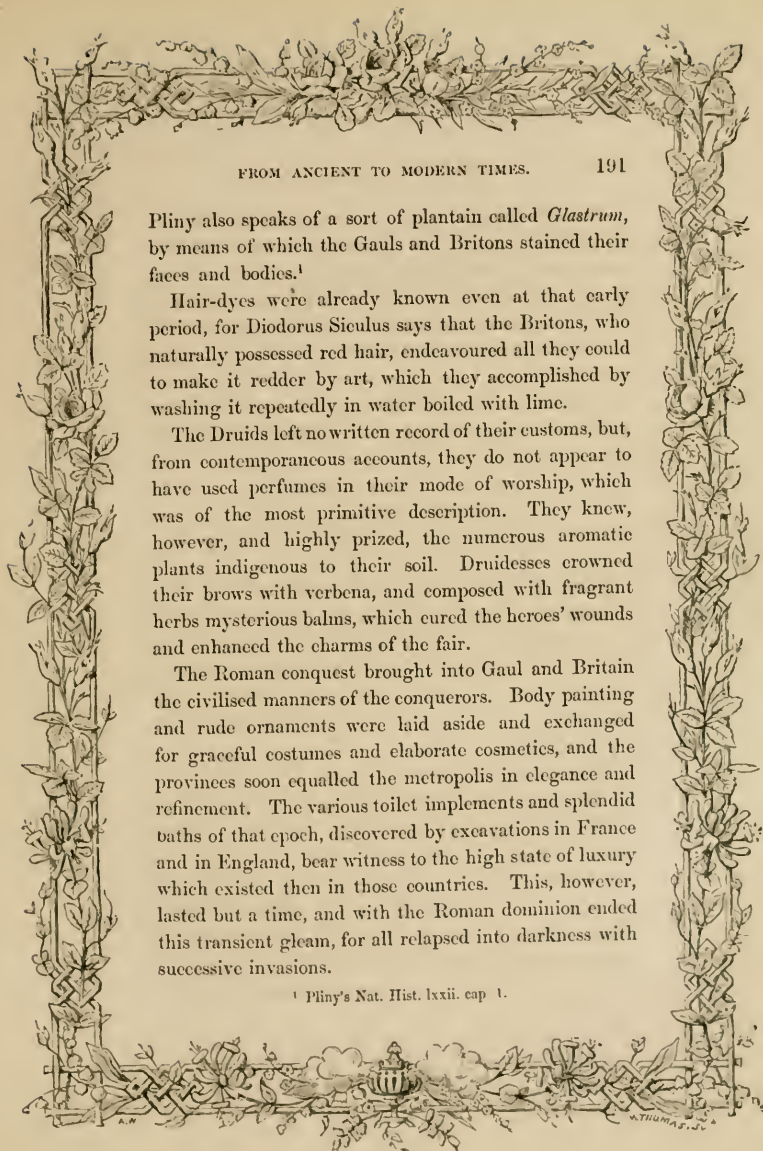 FROM ANCIENT TO MODERN TIMES. 191
Pliny also speaks of a sort of plantain called Glastrum,
by means of which the Gauls and Britons stained their
faces and bodies.¹
Hair-dyes were already known even at that early
period, for Diodorus Siculus says that the Britons, who
naturally possessed red hair, endeavoured all they could
to make it redder by art, which they accomplished by
washing it repeatedly in water boiled with lime.
The Druids left no written record of their customs, but,
from contemporaneous accounts, they do not appear to
have used perfumes in their mode of worship, which
was of the most primitive description. They knew,
however, and highly prized, the numerous aromatic
plants indigenous to their soil. Druidesses crowned
their brows with verbena, and composed with fragrant
herbs mysterious balms, which cured the heroes' wounds
and enhanced the charms of the fair.
The Roman conquest brought into Gaul and Britain
the civilised manners of the conquerors. Body painting
and rude ornaments were laid aside and exchanged
for graceful costumes and elaborate cosmetics, and the
provinces soon equalled the metropolis in elegance and
refinement. The various toilet implements and splendid
baths of that epoch, discovered by excavations in France
and in England, bear witness to the high state of luxury
which existed then in those countries. This, however,
lasted but a time, and with the Roman dominion ended
this transient gleam, for all relapsed into darkness with
successive invasions.
¹ Pliny's Nat. Hist. lxxii. cap 1.
A.N
THOMAS. Sc